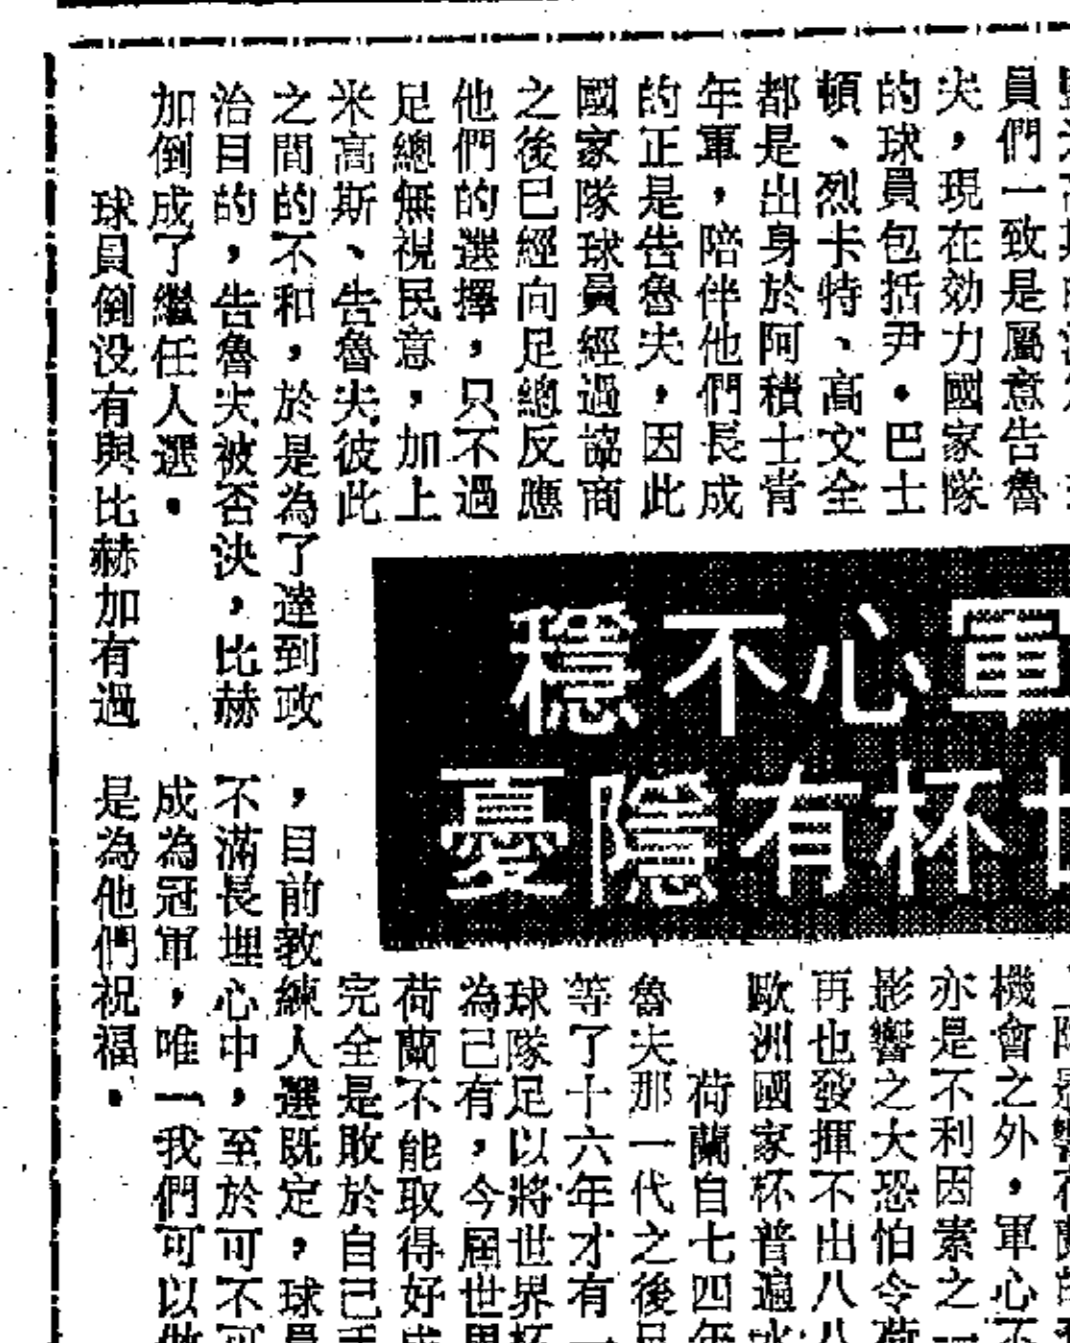 員們一致是屬意告魯
夫，現在効力國家隊
的球員包括尹・巴士
頓、烈卡特、高文全
都是出身於阿積士青
年軍，陪伴他們長成
的正是告魯夫，因此
國家隊球員經過協商
之後已經向足總反應
他們的選擇，只不過
足總無視民意，加上
米高斯、告魯夫彼此
之間的不和，於是為了達到政
治目的，告魯夫被否決，比赫
加倒成了繼任人選。
球員倒没有與比赫加有過
軍心不穩
杯有隱憂
機會之外，軍心不
亦是不利因素之
影響之大恐怕令荷
再也發揮不出八八
歐洲國家杯普遍水
荷蘭自七四年
魯夫那一代之後足
等了十六年才有一
球隊足以將世界杯
為己有，今屆世界
荷蘭不能取得好成
完全是敗於自己手
，目前教練人選既定，球員
不滿長埋心中，至於可不可
成為冠軍，唯一我們可以做
是為他們祝福。